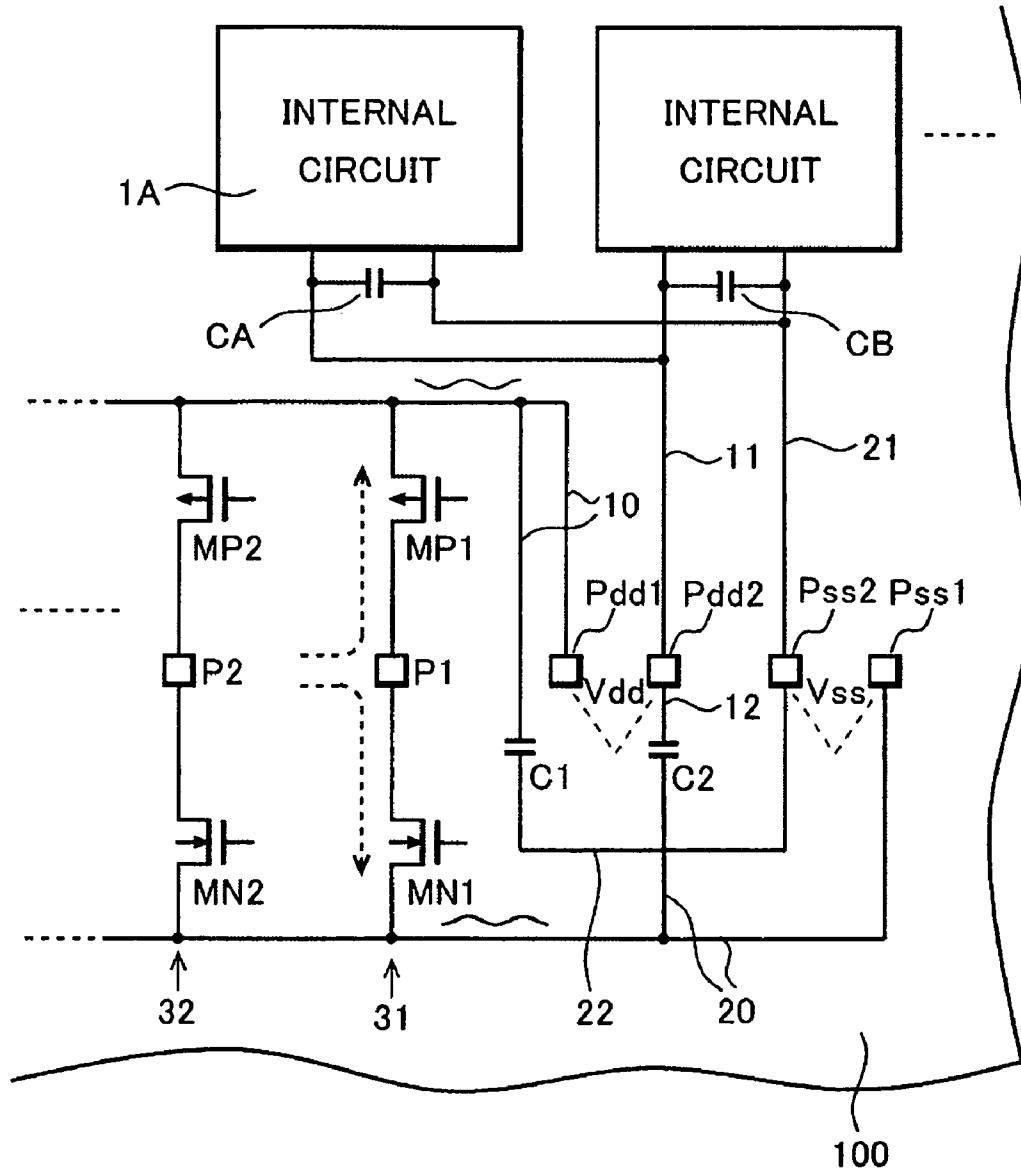 INTERNAL
CIRCUIT
INTERNAL
CIRCUIT
1A
CA
CB
11
21
10
MP2
MP1
Pdd1
Pdd2
Pss2
Pss1
P2
P1
Vdd
Vss
12
C1
C2
MN2
MN1
32
31
22
20
100